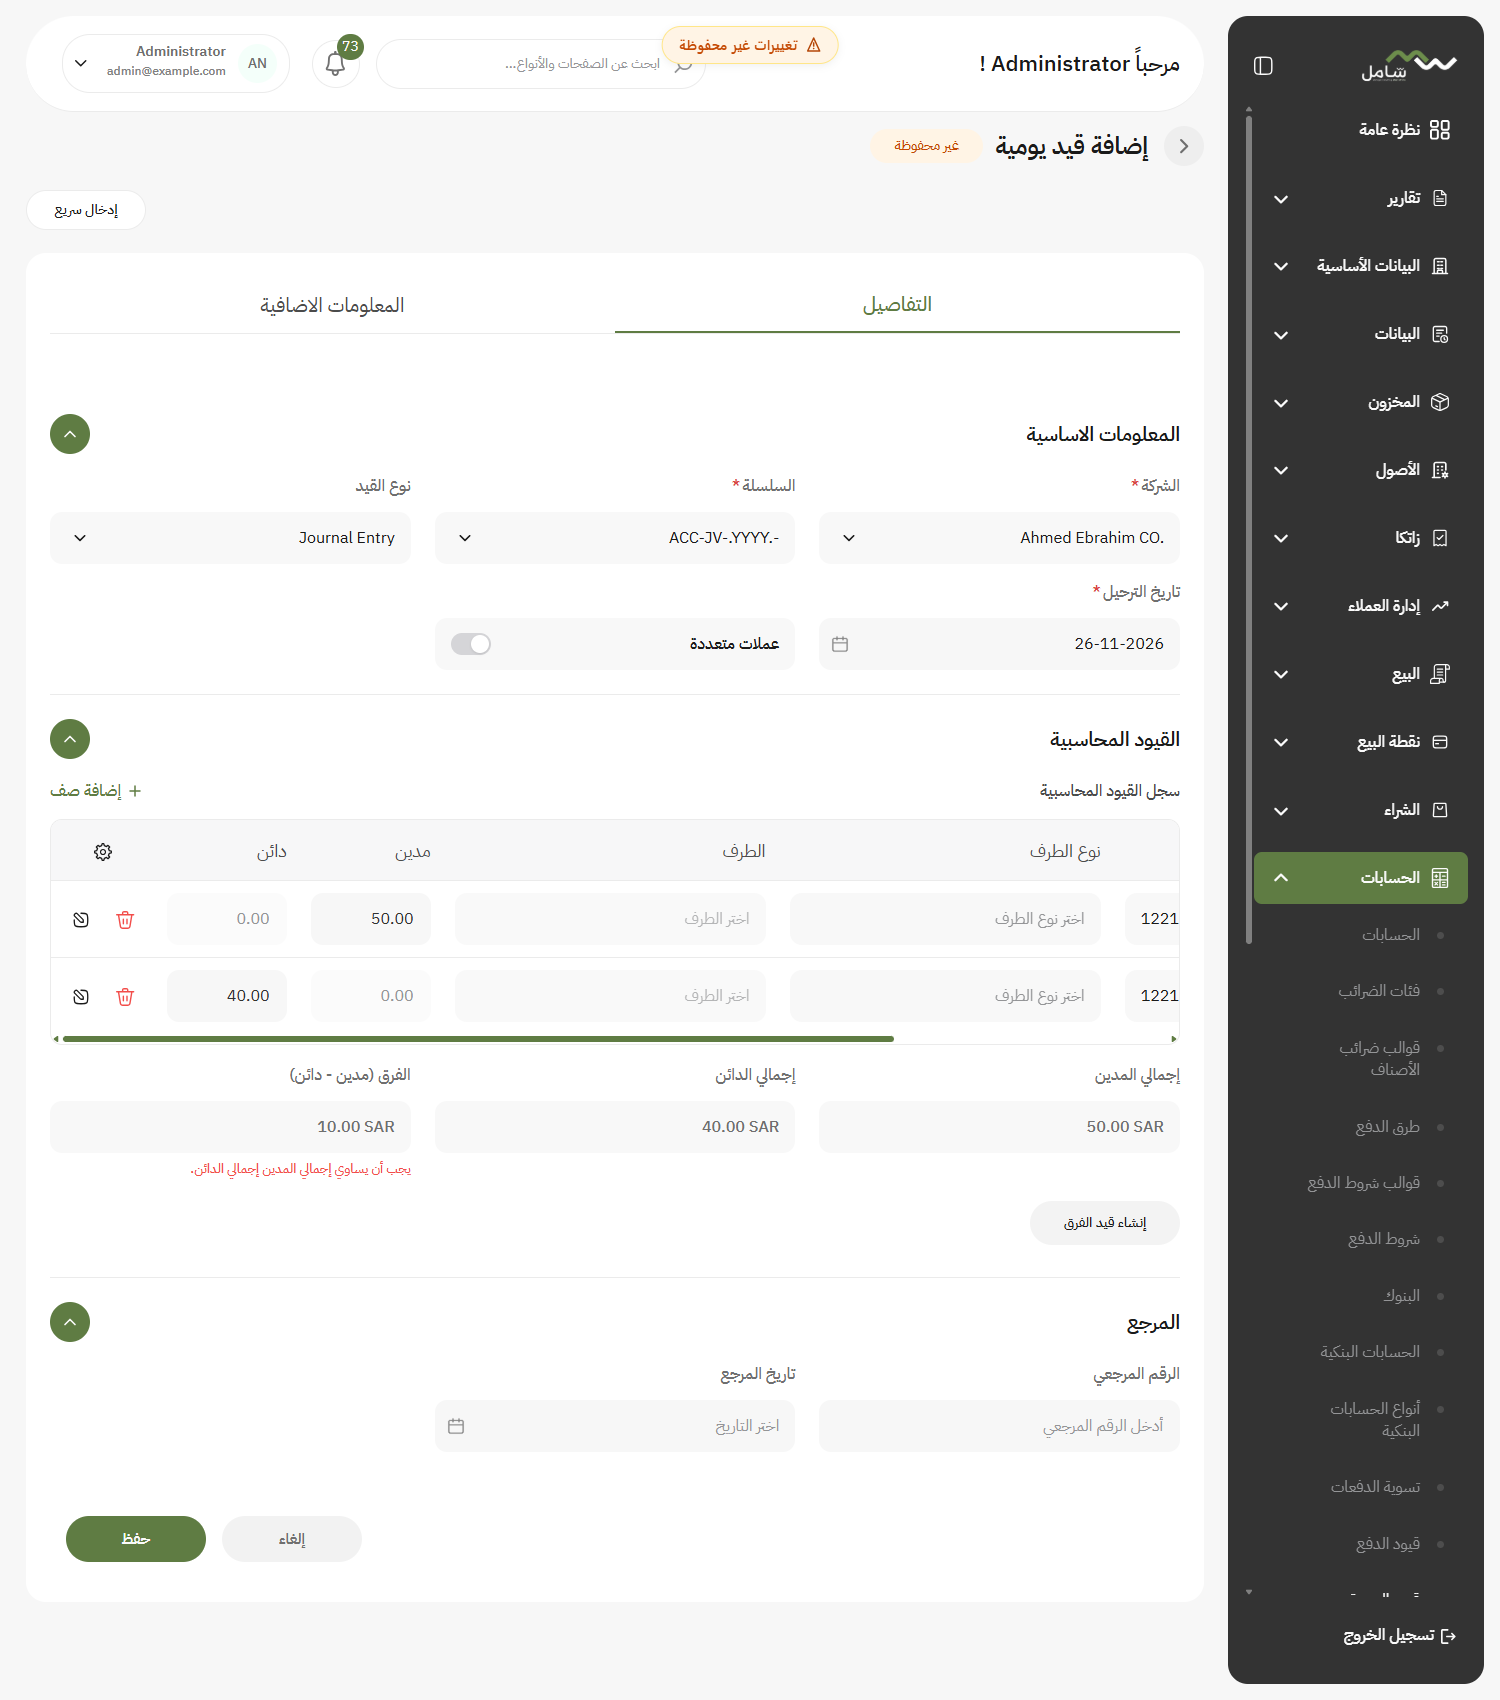 شامل
نظرة عامة
تقارير
البيانات الأساسية
البيانات
المخزون
الأصول
زاتكا
إدارة العملاء
البيع
نقطة البيع
الشراء
الحسابات
الحسابات
فئات الضرائب
قوالب ضرائب
الأصناف
طرق الدفع
قوالب شروط الدفع
شروط الدفع
البنوك
الحسابات البنكية
أنواع الحسابات
البنكية
تسوية الدفعات
قيود الدفع
تسجيل الخروج
مرحباً Administrator !
تغييرات غير محفوظة
ابحث عن الصفحات والأنواع...
73
AN
Administrator
admin@example.com
إضافة قيد يومية
غير محفوظة
إدخال سريع
التفاصيل
المعلومات الاضافية
المعلومات الاساسية
الشركة *
السلسلة *
نوع القيد
Ahmed Ebrahim CO.
ACC-JV-.YYYY.-
Journal Entry
تاريخ الترحيل *
26-11-2026
عملات متعددة
القيود المحاسبية
سجل القيود المحاسبية
+ إضافة صف
نوع الطرف
الطرف
مدين
دائن
1221
اختر نوع الطرف
اختر الطرف
50.00
0.00
1221
اختر نوع الطرف
اختر الطرف
0.00
40.00
إجمالي المدين
إجمالي الدائن
الفرق (مدين - دائن)
50.00 SAR
40.00 SAR
10.00 SAR
يجب أن يساوي إجمالي المدين إجمالي الدائن.
إنشاء قيد الفرق
المرجع
الرقم المرجعي
تاريخ المرجع
أدخل الرقم المرجعي
اختر التاريخ
إلغاء
حفظ